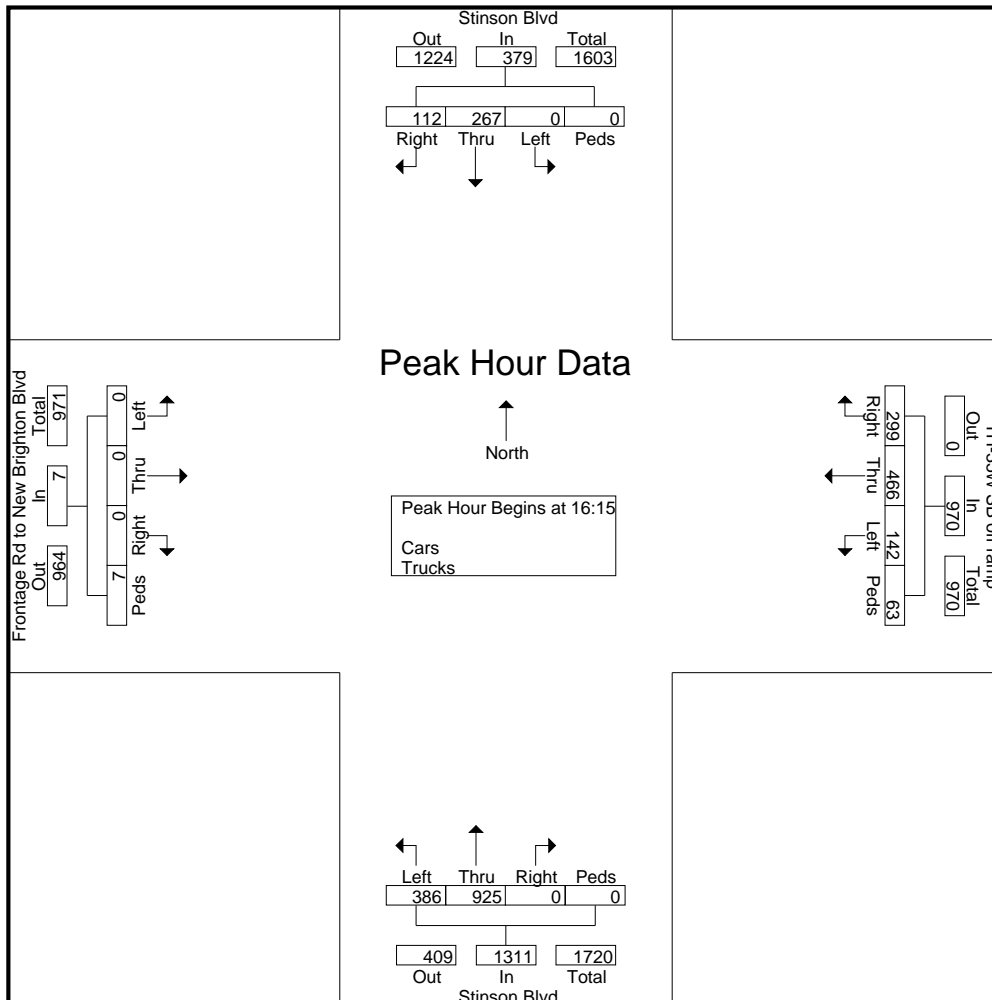 Stinson Blvd
Out In Total
1224 379 1603
112 267 0 0
Right Thru Left Peds
Peak Hour Data
North
Peak Hour Begins at 16:15
Cars
Trucks
Frontage Rd to New Brighton Blvd
Total In Out
971 7 964
0 0 0 7
Left Thru Right Peds
Right Thru Left Peds
299 466 142 63
Out In Total
0 970 970
Left Thru Right Peds
386 925 0 0
409 1311 1720
Out In Total
Stinson Blvd